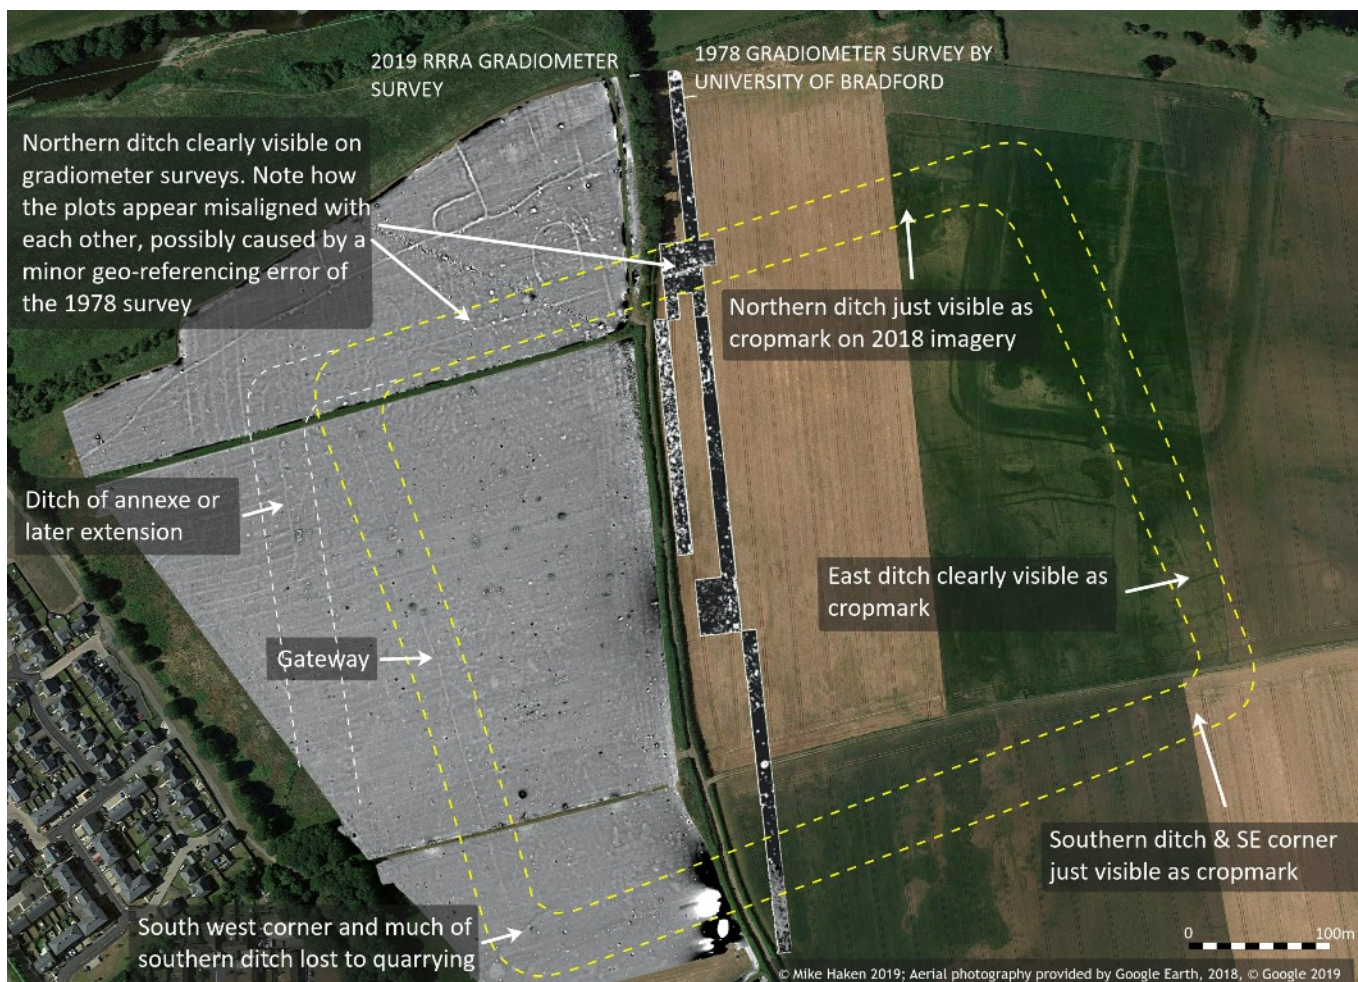 2019 RRRA GRADIOMETER
SURVEY
1978 GRADIOMETER SURVEY BY
UNIVERSITY OF BRADFORD
Northern ditch clearly visible on
gradiometer surveys. Note how
the plots appear misaligned with
each other, possibly caused by a
minor geo-referencing error of
the 1978 survey
Northern ditch just visible as
cropmark on 2018 imagery
Ditch of annexe or
later extension
East ditch clearly visible as
cropmark
Gateway
Southern ditch & SE corner
just visible as cropmark
South west corner and much of
southern ditch lost to quarrying
0 100m
© Mike Haken 2019; Aerial photography provided by Google Earth, 2018, © Google 2019